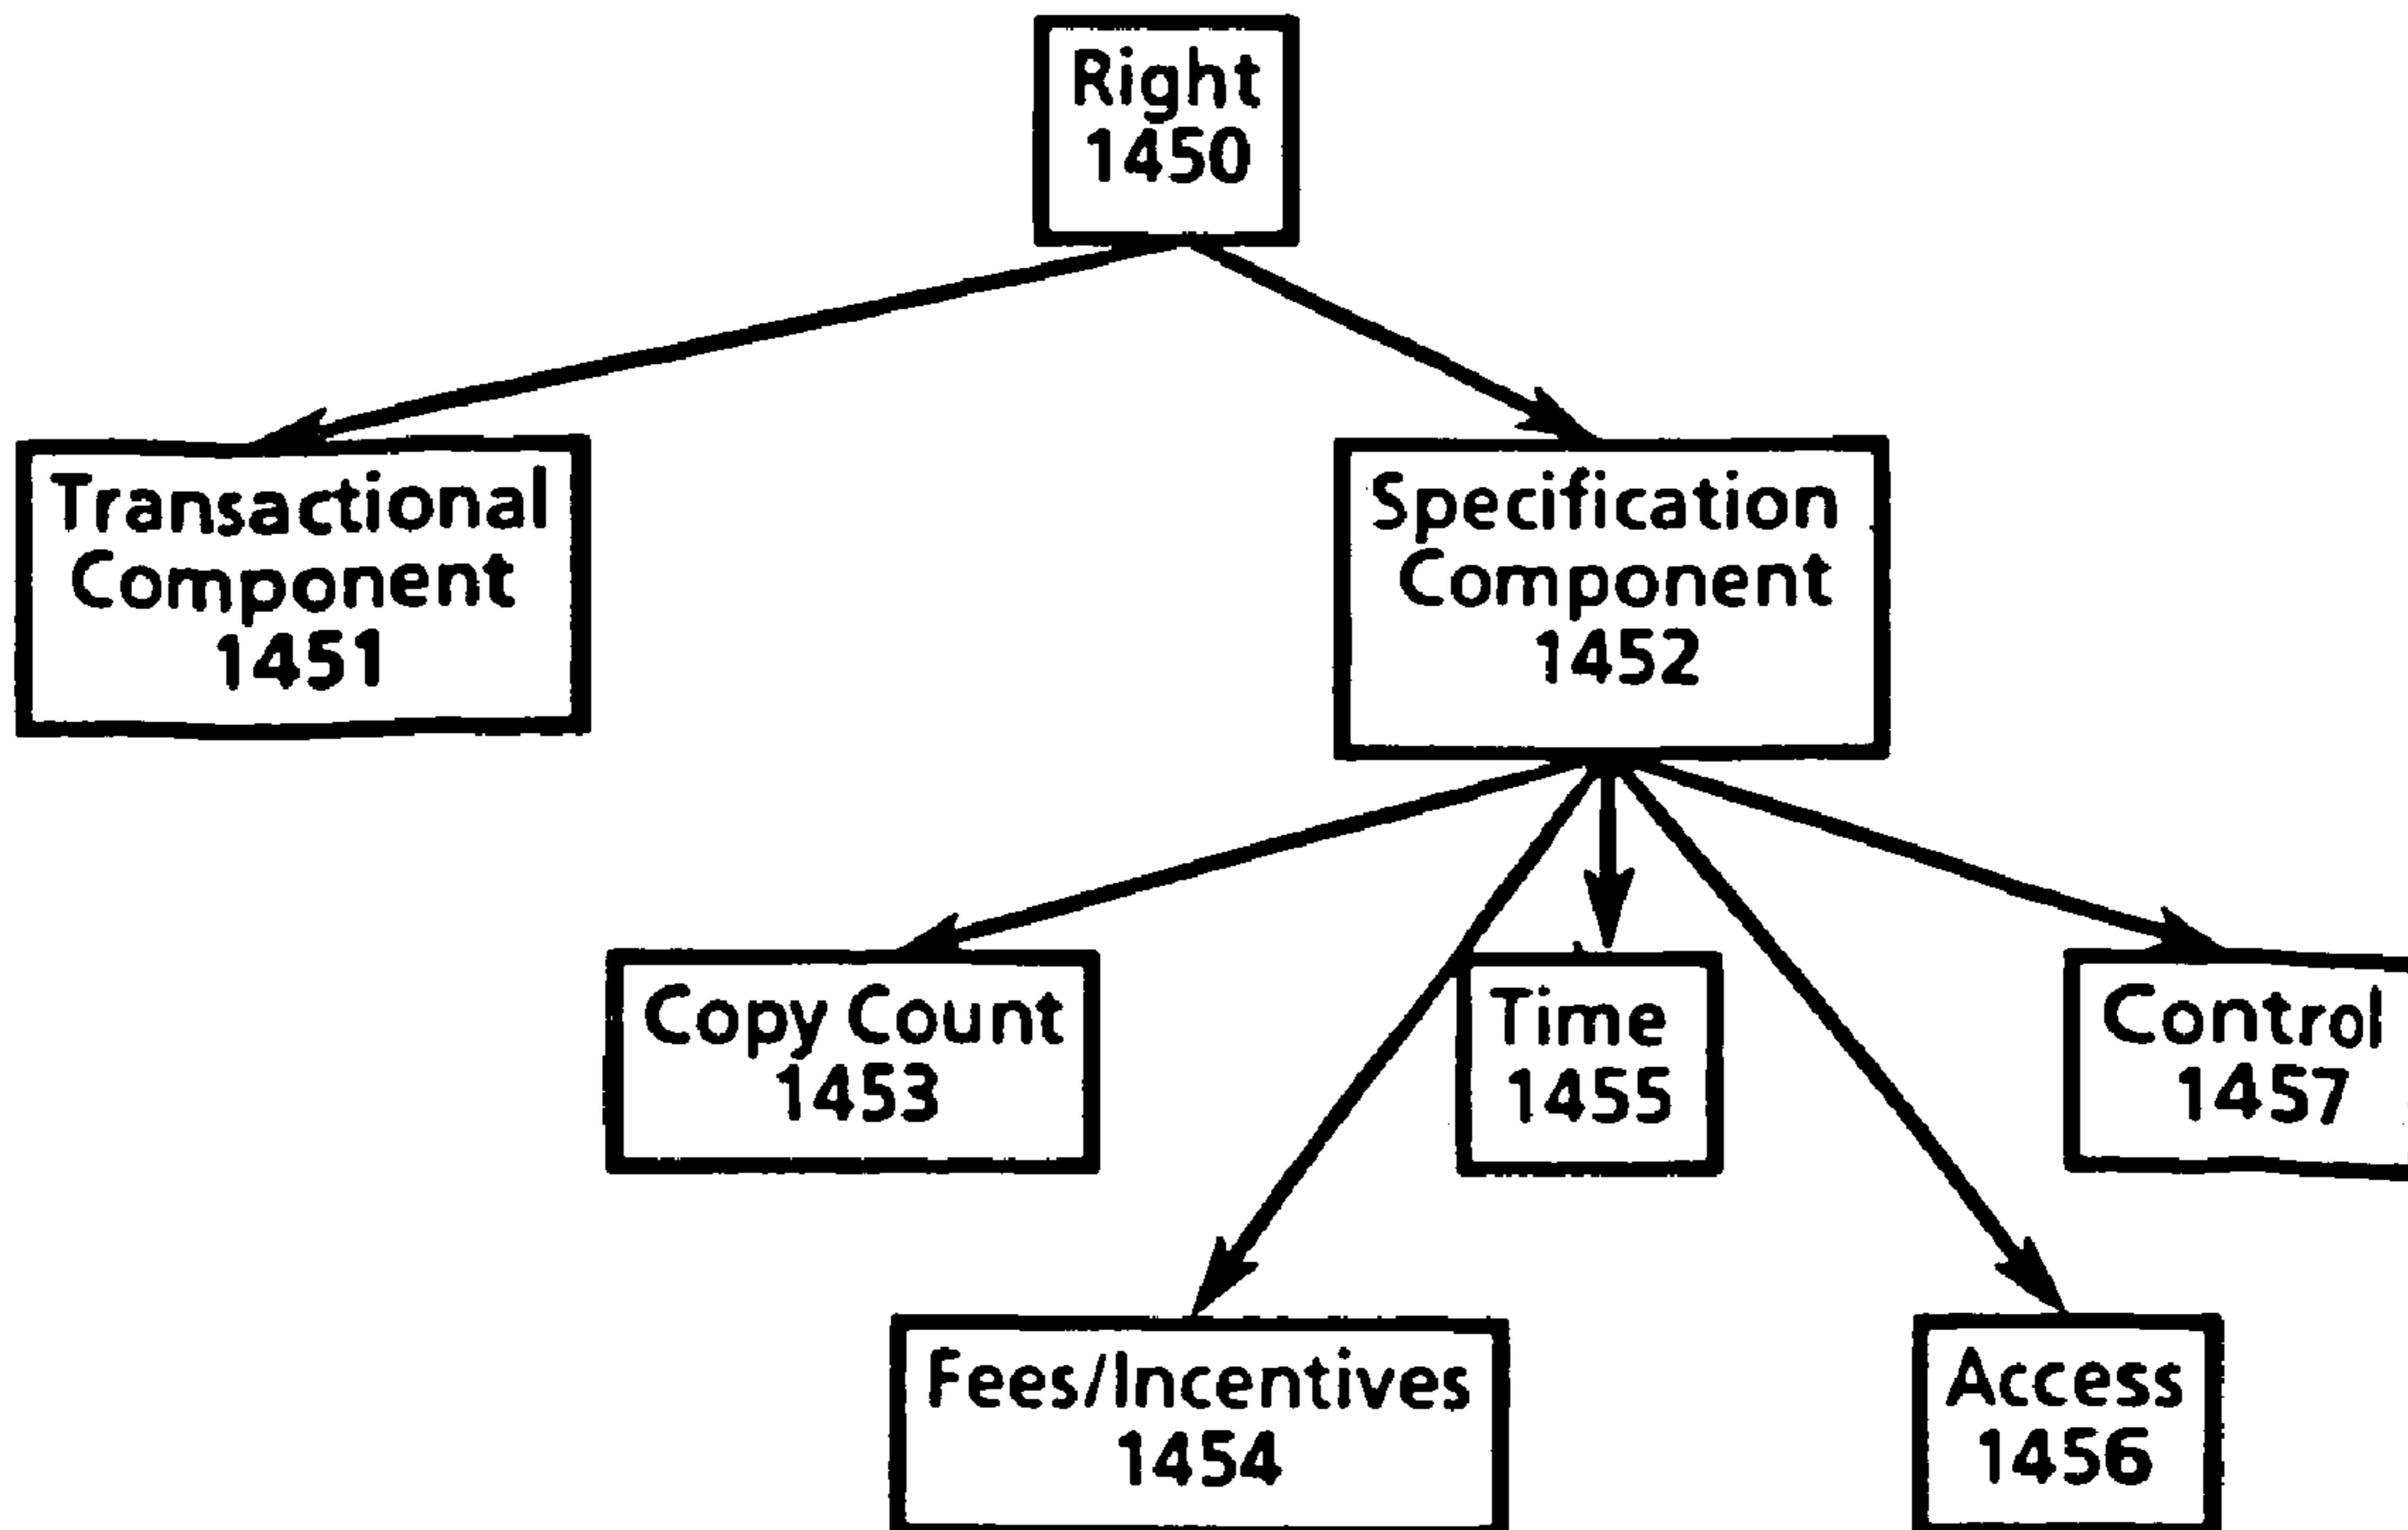 Right
1450
Transactional
Component
1451
Specification
Component
1452
Copy Count
1453
Time
1455
Control
1457
Fees/Incentives
1454
Access
1456